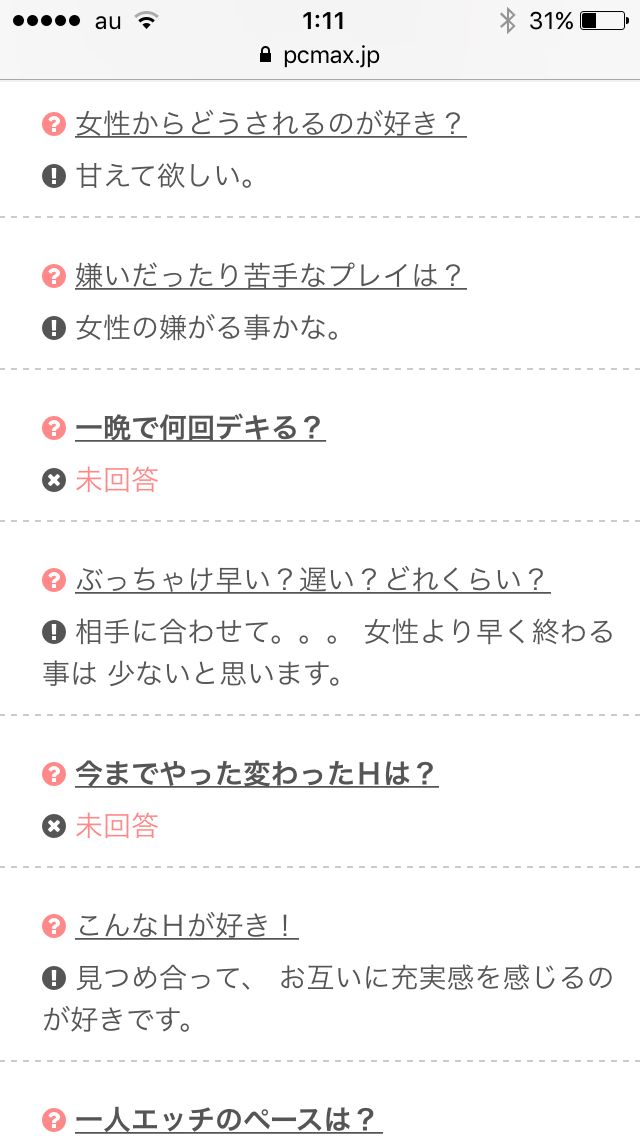 au 1:11 31%
pcmax.jp
女性からどうされるのが好き？
甘えて欲しい。
嫌いだったり苦手なプレイは？
女性の嫌がる事かな。
一晩で何回デキる？
未回答
ぶっちゃけ早い？遅い？どれくらい？
相手に合わせて。。。 女性より早く終わる
事は 少ないと思います。
今までやった変わったＨは？
未回答
こんなＨが好き！
見つめ合って、 お互いに充実感を感じるの
が好きです。
一人エッチのペースは？